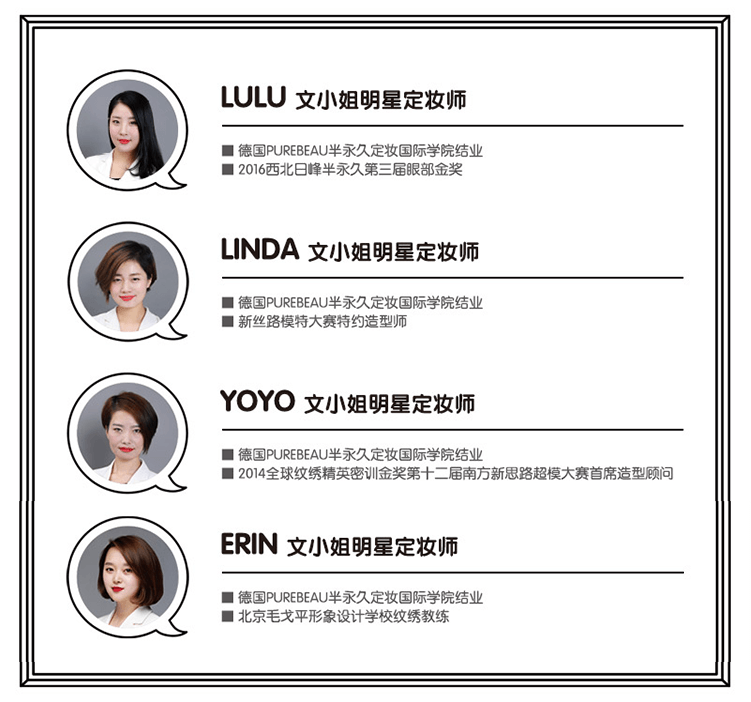 LULU 文小姐明星定妆师
■ 德国PUREBEAU半永久定妆国际学院结业
■ 2016西北日峰半永久第三届眼部金奖
LINDA 文小姐明星定妆师
■ 德国PUREBEAU半永久定妆国际学院结业
■ 新丝路模特大赛特约造型师
YOYO 文小姐明星定妆师
■ 德国PUREBEAU半永久定妆国际学院结业
■ 2014全球纹绣精英密训金奖第十二届南方新思路超模大赛首席造型顾问
ERIN 文小姐明星定妆师
■ 德国PUREBEAU半永久定妆国际学院结业
■ 北京毛戈平形象设计学校纹绣教练